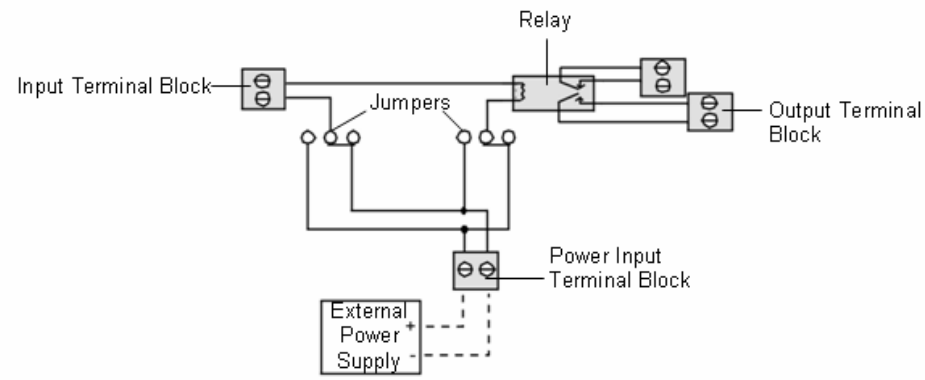 Relay
Input Terminal Block
Jumpers
Output Terminal
Block
Power Input
Terminal Block
External
Power
Supply
+
-